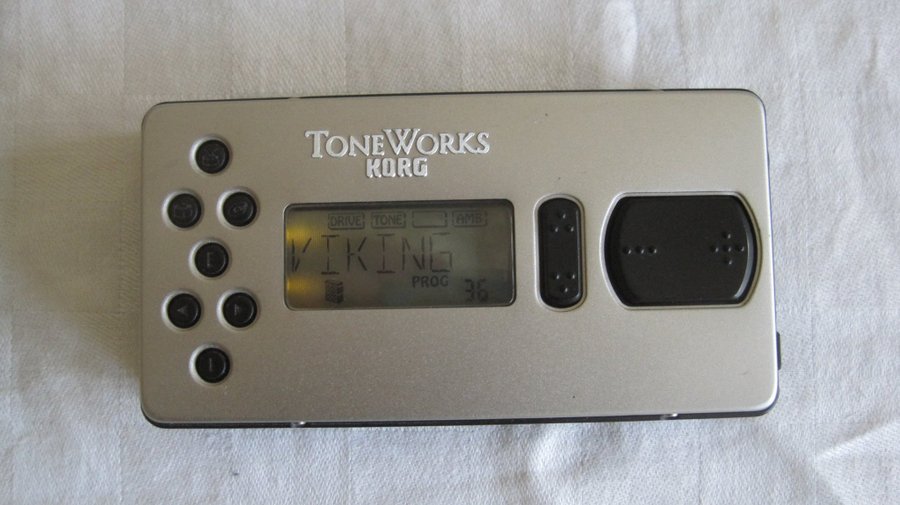 TONEWORKS
KORG
DRIVE TONE AMB
VIKING
PROG 36